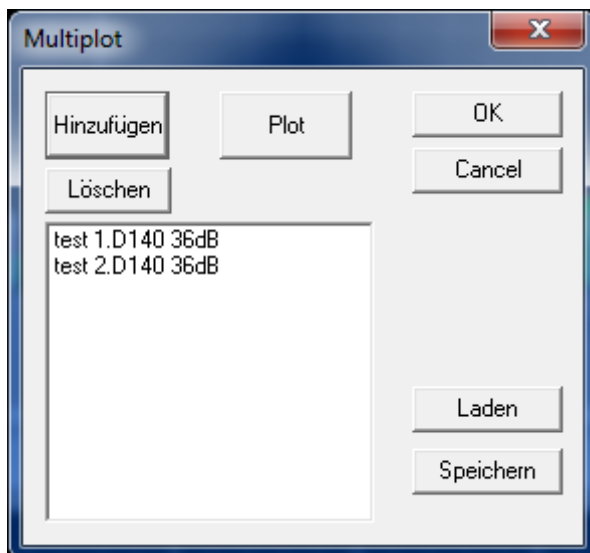 Multiplot
Hinzufügen
Plot
OK
Löschen
Cancel
test 1.D140 36dB
test 2.D140 36dB
Laden
Speichern